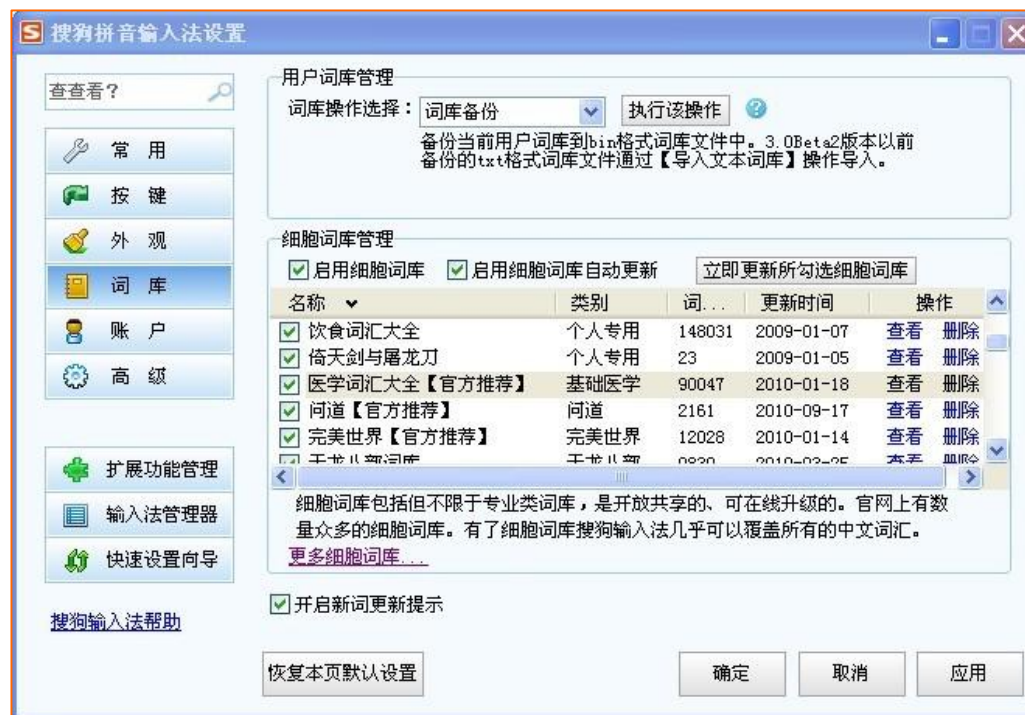 搜狗拼音输入法设置
查查看？
常 用
按 键
外 观
词 库
账 户
高 级
扩展功能管理
输入法管理器
快速设置向导
搜狗输入法帮助
用户词库管理
词库操作选择： 词库备份 执行该操作
备份当前用户词库到bin格式词库文件中。3.0Beta2版本以前
备份的txt格式词库文件通过【导入文本词库】操作导入。
细胞词库管理
启用细胞词库 启用细胞词库自动更新 立即更新所勾选细胞词库
名称 类别 词... 更新时间 操作
饮食词汇大全 个人专用 148031 2009-01-07 查看 删除
倚天剑与屠龙刀 个人专用 23 2009-01-05 查看 删除
医学词汇大全【官方推荐】 基础医学 90047 2010-01-18 查看 删除
问道【官方推荐】 问道 2161 2010-09-17 查看 删除
完美世界【官方推荐】 完美世界 12028 2010-01-14 查看 删除
天龙八部词库 天龙八部 9830 2010-03-25 查看 删除
细胞词库包括但不限于专业类词库，是开放共享的、可在线升级的。官网上有数
量众多的细胞词库。有了细胞词库搜狗输入法几乎可以覆盖所有的中文词汇。
更多细胞词库...
开启新词更新提示
恢复本页默认设置 确定 取消 应用